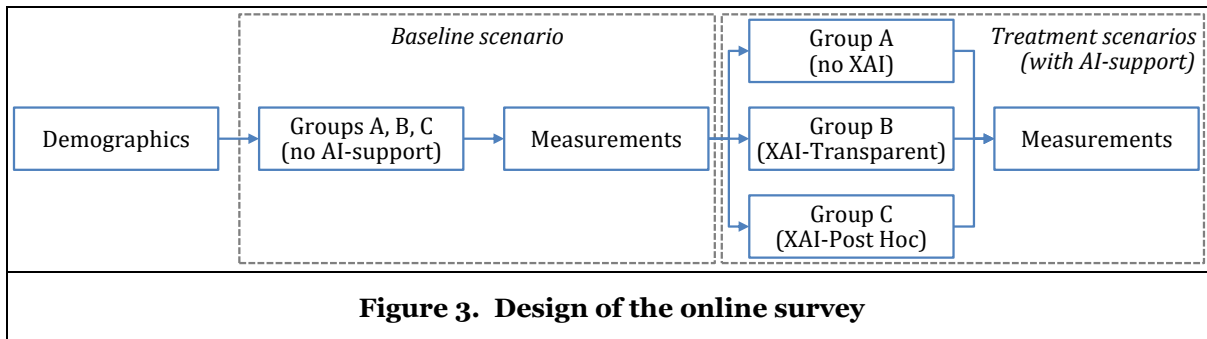 Baseline scenario
Treatment scenarios
(with AI-support)
Demographics
Groups A, B, C
(no AI-support)
Measurements
Group A
(no XAI)
Group B
(XAI-Transparent)
Group C
(XAI-Post Hoc)
Measurements
Figure 3. Design of the online survey